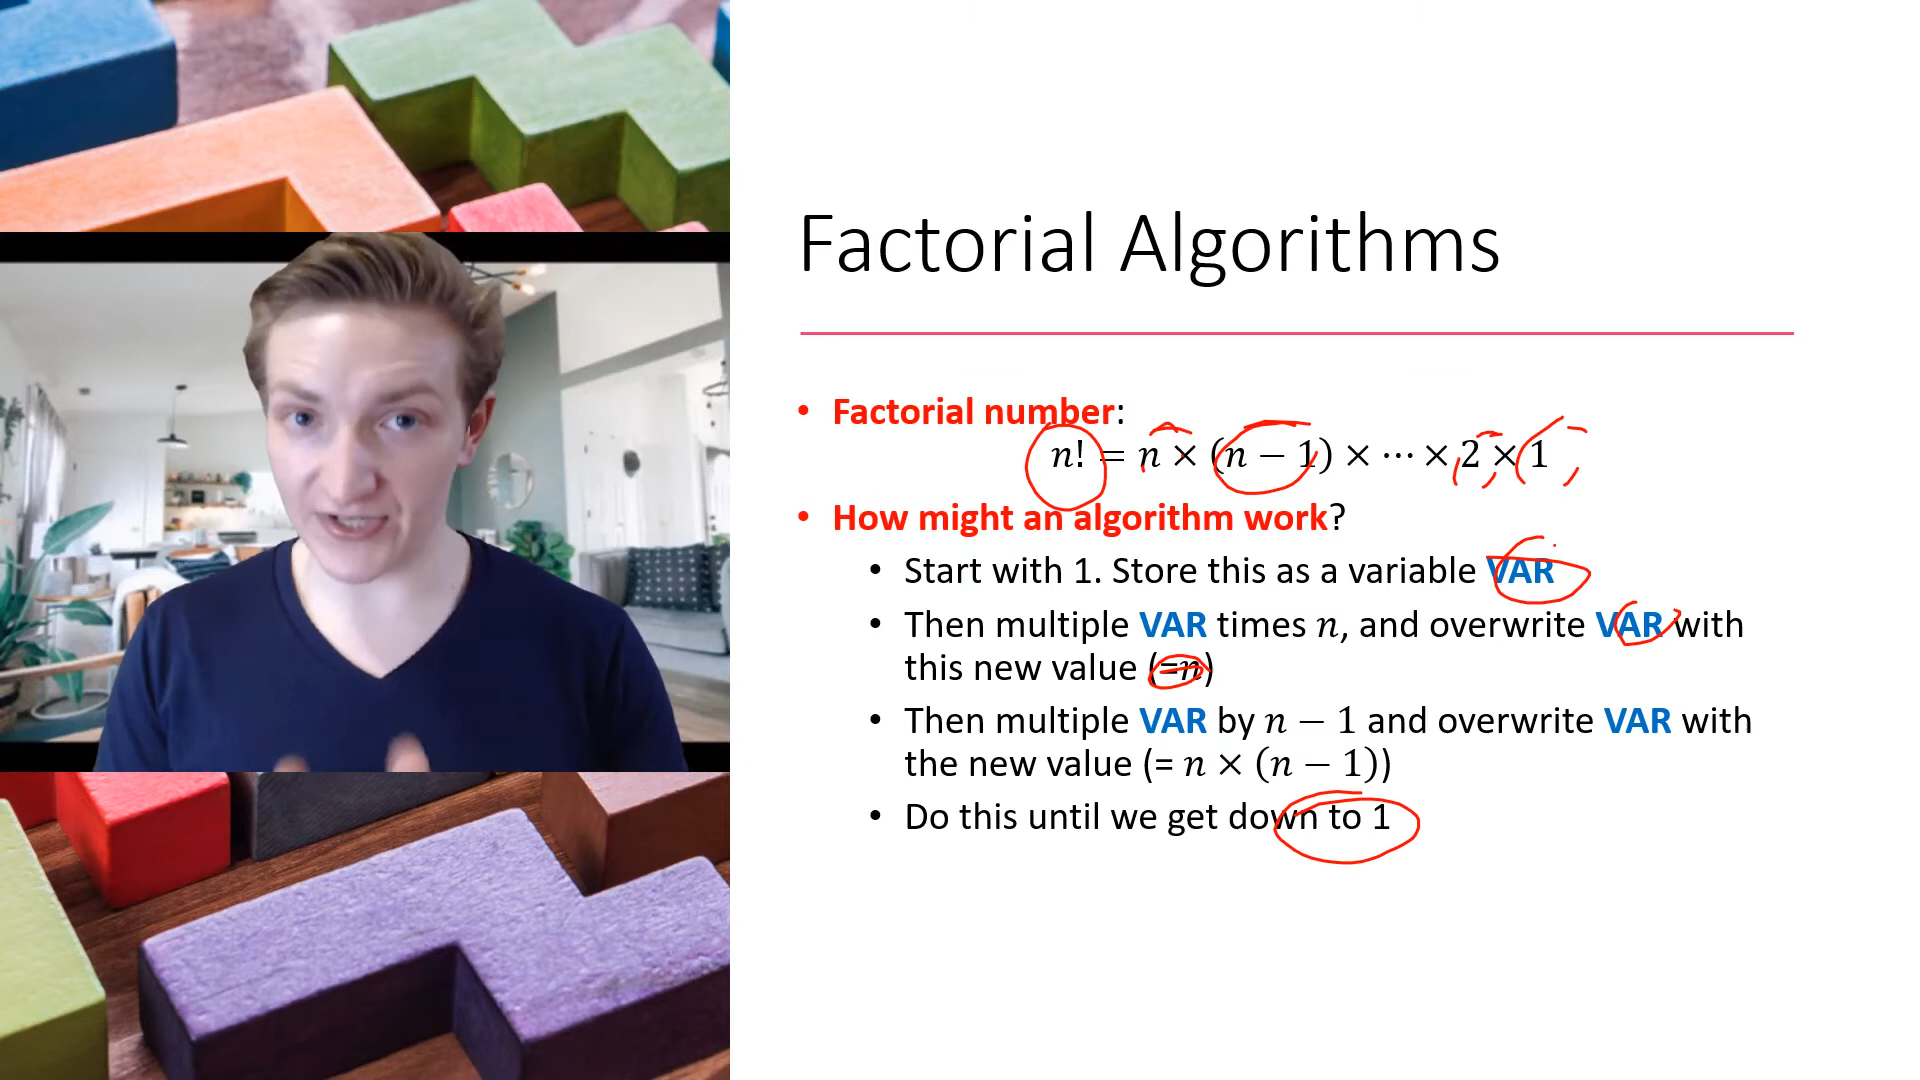 Factorial Algorithms
• Factorial number:
n! = n × (n − 1) × ⋯ × 2 × 1
• How might an algorithm work?
• Start with 1. Store this as a variable VAR
• Then multiple VAR times n, and overwrite VAR with
this new value (=n)
• Then multiple VAR by n − 1 and overwrite VAR with
the new value (= n × (n − 1))
• Do this until we get down to 1